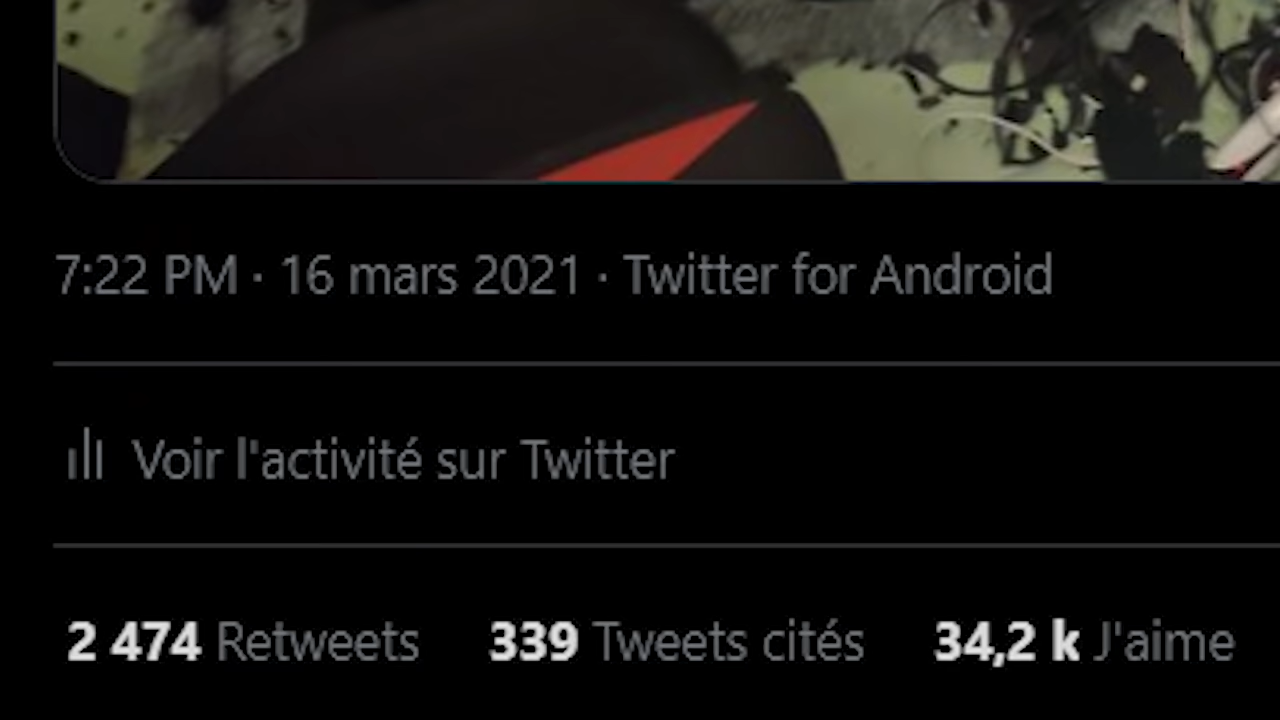 7:22 PM · 16 mars 2021 · Twitter for Android
Voir l'activité sur Twitter
2 474 Retweets 339 Tweets cités 34,2 k J'aime